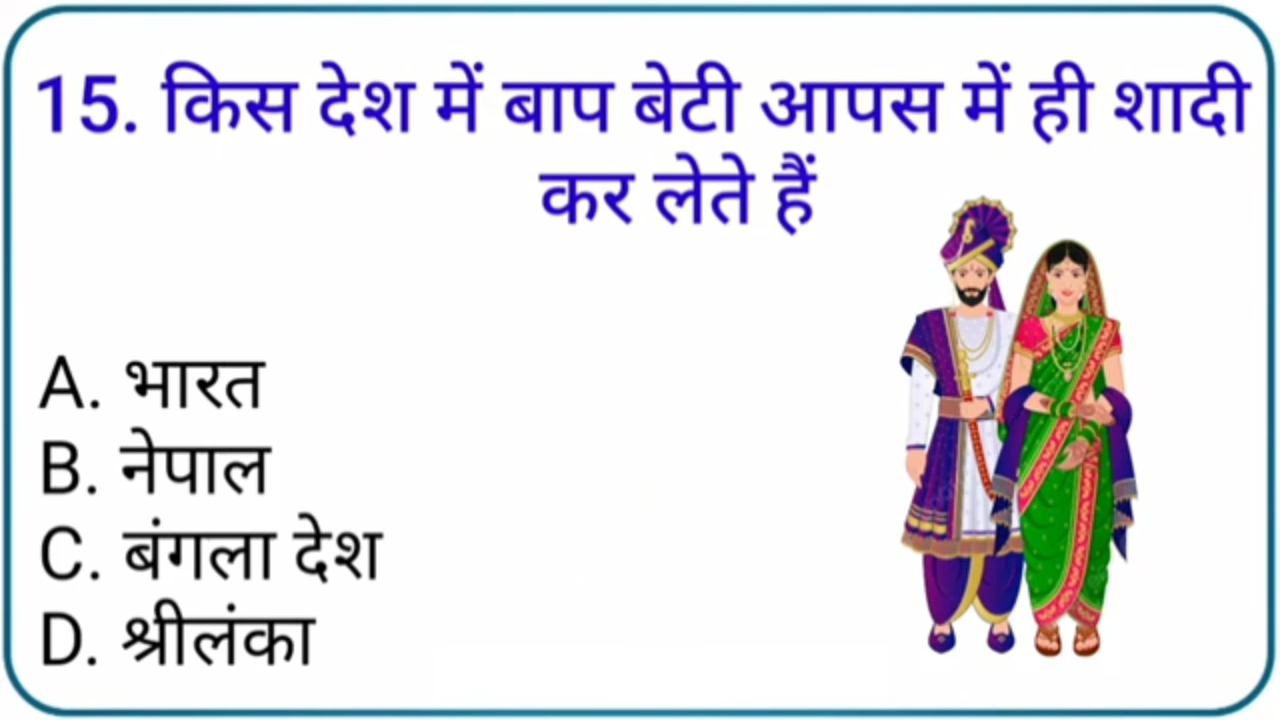 15. किस देश में बाप बेटी आपस में ही शादी
कर लेते हैं
A. भारत
B. नेपाल
C. बंगला देश
D. श्रीलंका